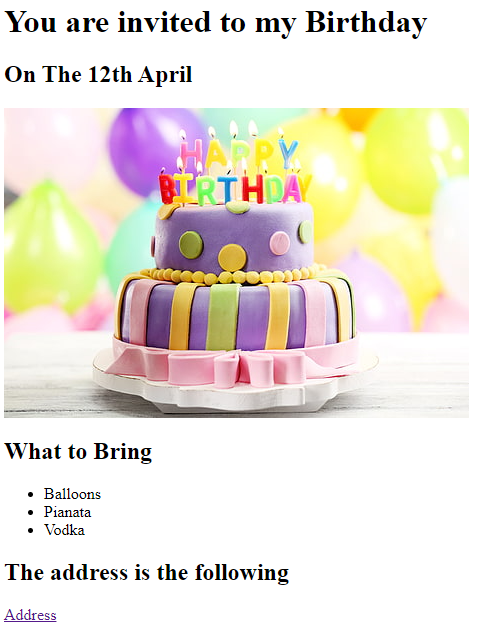 You are invited to my Birthday
On The 12th April
HAPPY
BIRTHDAY
What to Bring
Balloons
Pianata
Vodka
The address is the following
Address